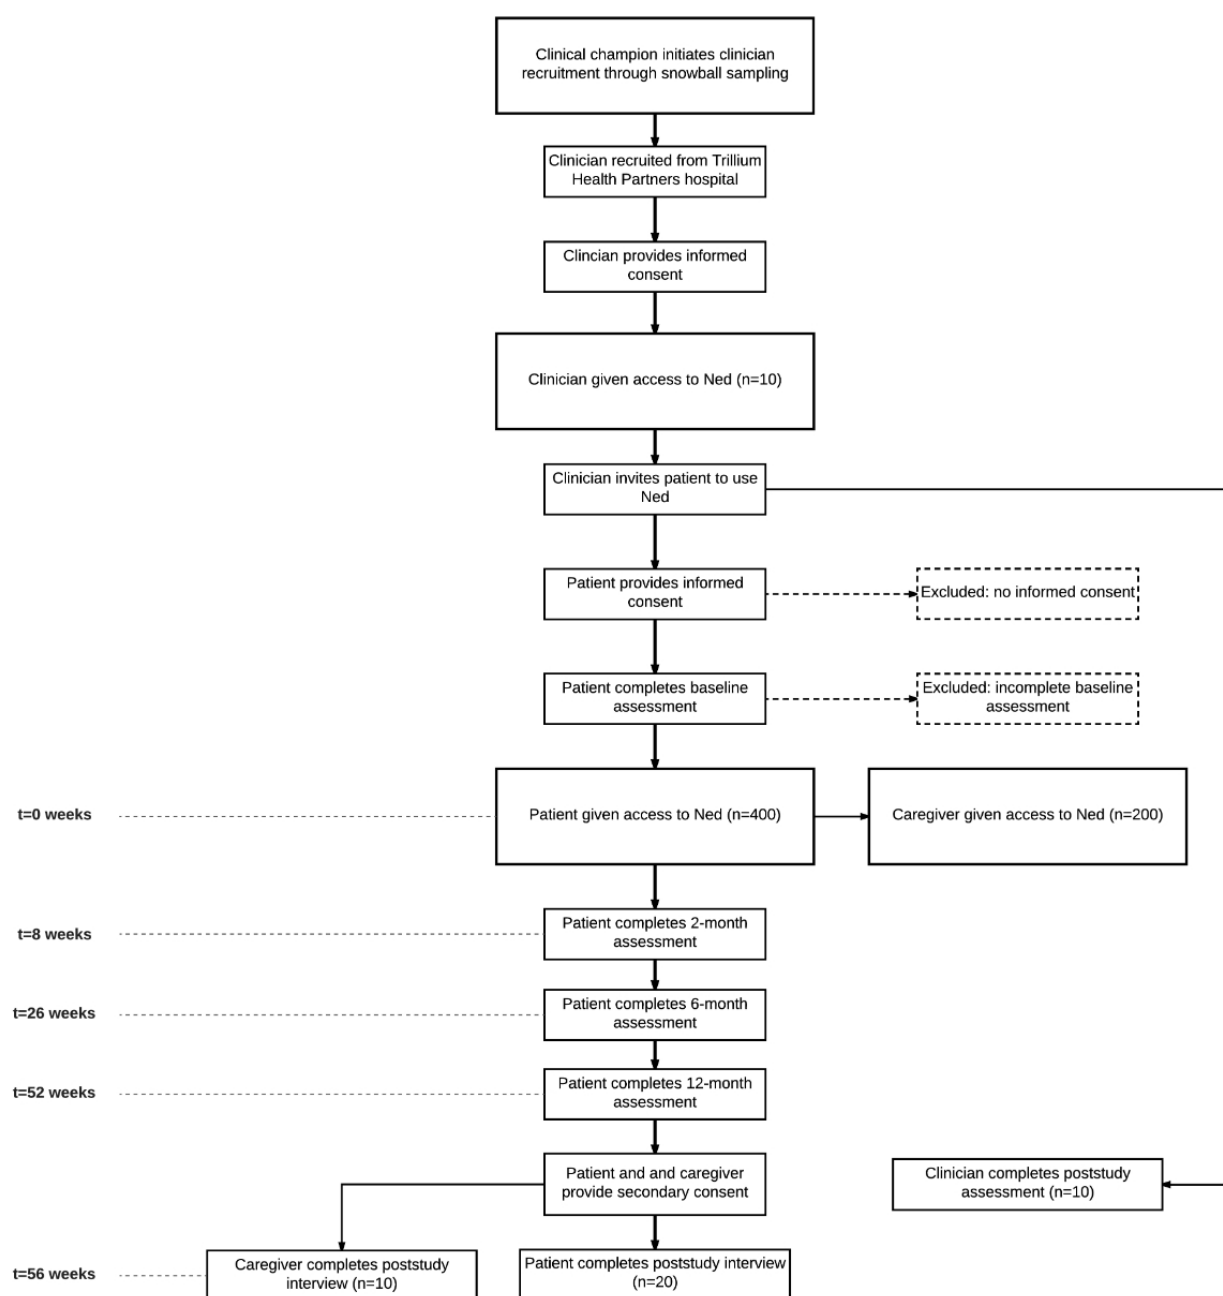 Clinical champion initiates clinician
recruitment through snowball sampling
Clinician recruited from Trillium
Health Partners hospital
Clincian provides informed
consent
Clinician given access to Ned (n=10)
Clinician invites patient to use
Ned
Patient provides informed
consent
Excluded: no informed consent
Patient completes baseline
assessment
Excluded: incomplete baseline
assessment
t=0 weeks
Patient given access to Ned (n=400)
Caregiver given access to Ned (n=200)
t=8 weeks
Patient completes 2-month
assessment
t=26 weeks
Patient completes 6-month
assessment
t=52 weeks
Patient completes 12-month
assessment
Patient and and caregiver
provide secondary consent
Clinician completes poststudy
assessment (n=10)
t=56 weeks
Caregiver completes poststudy
interview (n=10)
Patient completes poststudy interview
(n=20)